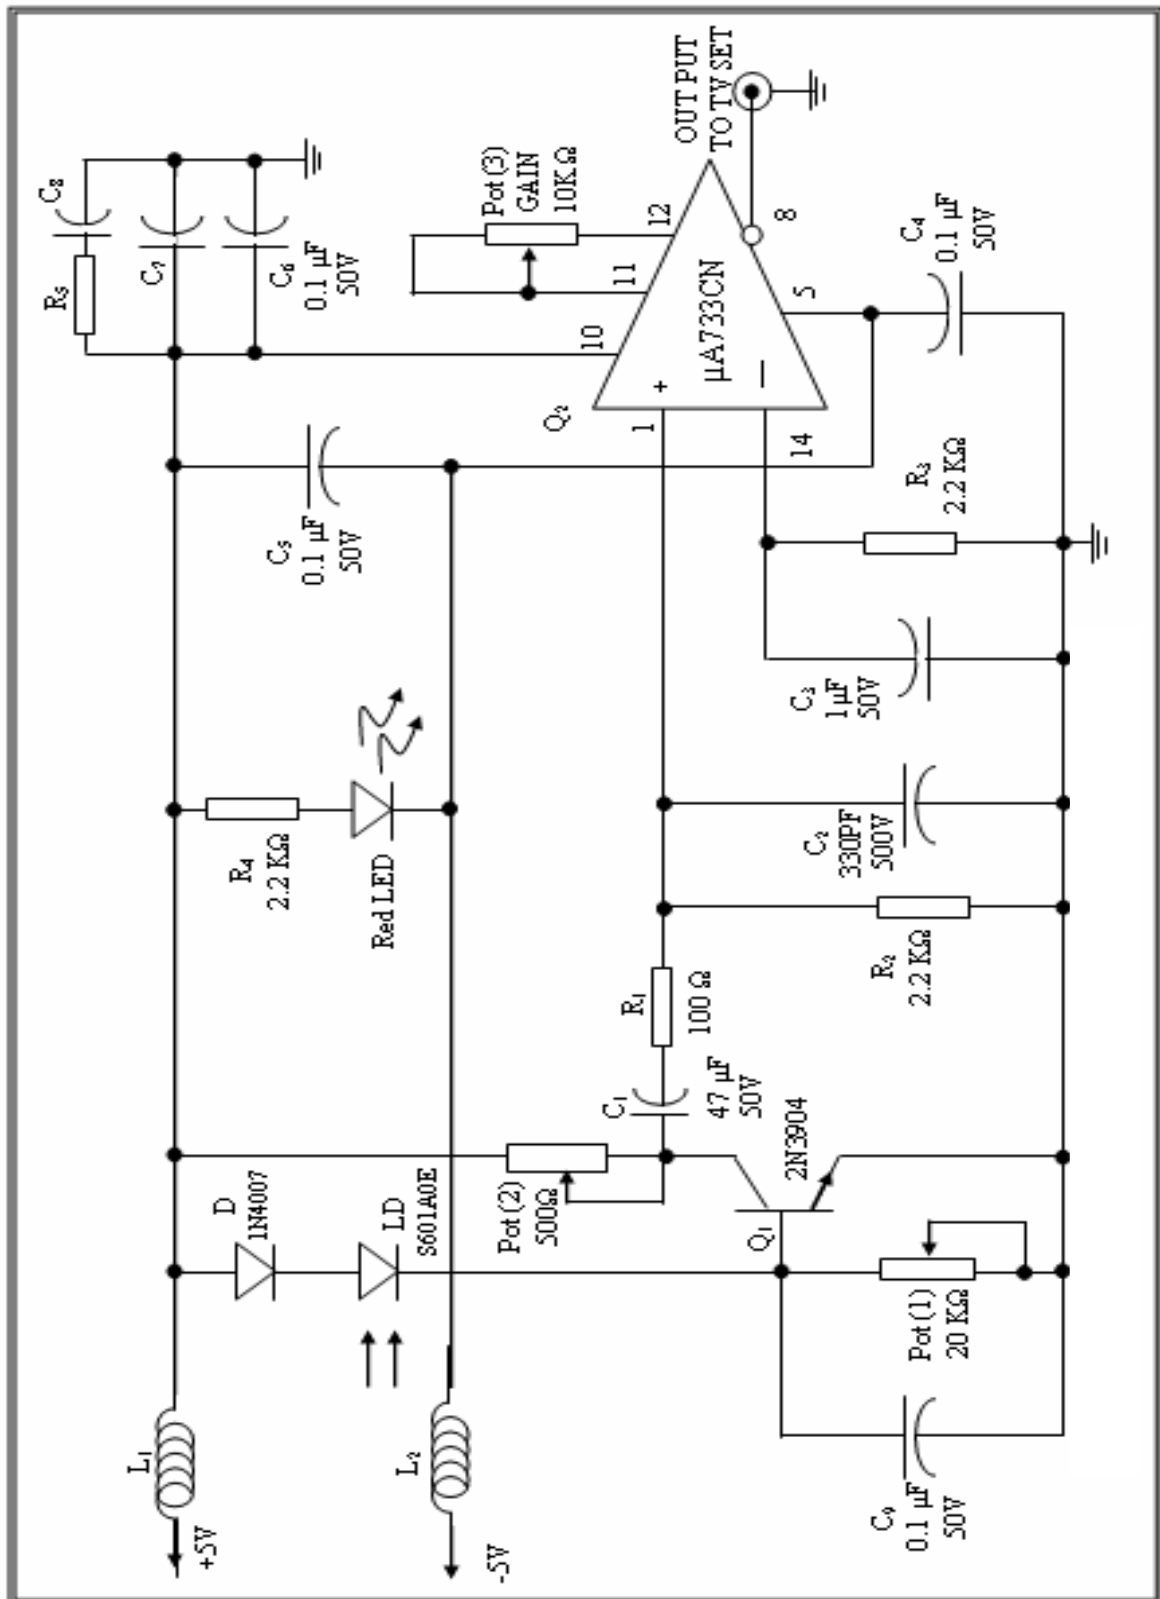 +5V
L₁
-5V
L₂
D
1N4007
LD
S601A0E
Pot (2)
500Ω
C₉
0.1 µF
50V
Pot (1)
20 KΩ
Q₁
2N3904
C₁
47 µF
50V
R₁
100 Ω
R₂
2.2 KΩ
C₂
330PF
500V
C₃
1µF
50V
R₃
2.2 KΩ
R₄
2.2 KΩ
Red LED
C₅
0.1 µF
50V
R₅
C₈
C₇
C₆
0.1 µF
50V
Q₂
1
+
14
−
µA733CN
10
11
12
5
8
Pot (3)
GAIN
10K Ω
OUT PUT
TO TV SET
C₄
0.1 µF
50V